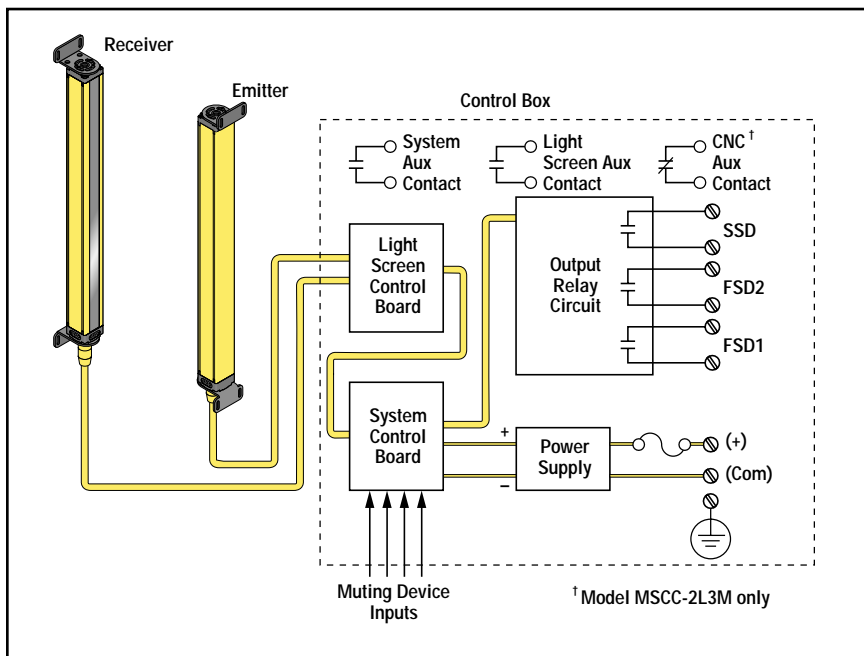 Receiver
Emitter
Control Box
System
Aux
Contact
Light
Screen Aux
Contact
CNC †
Aux
Contact
Light
Screen
Control
Board
Output
Relay
Circuit
SSD
FSD2
FSD1
System
Control
Board
+
–
Power
Supply
(+)
(Com)
Muting Device
Inputs
† Model MSCC-2L3M only